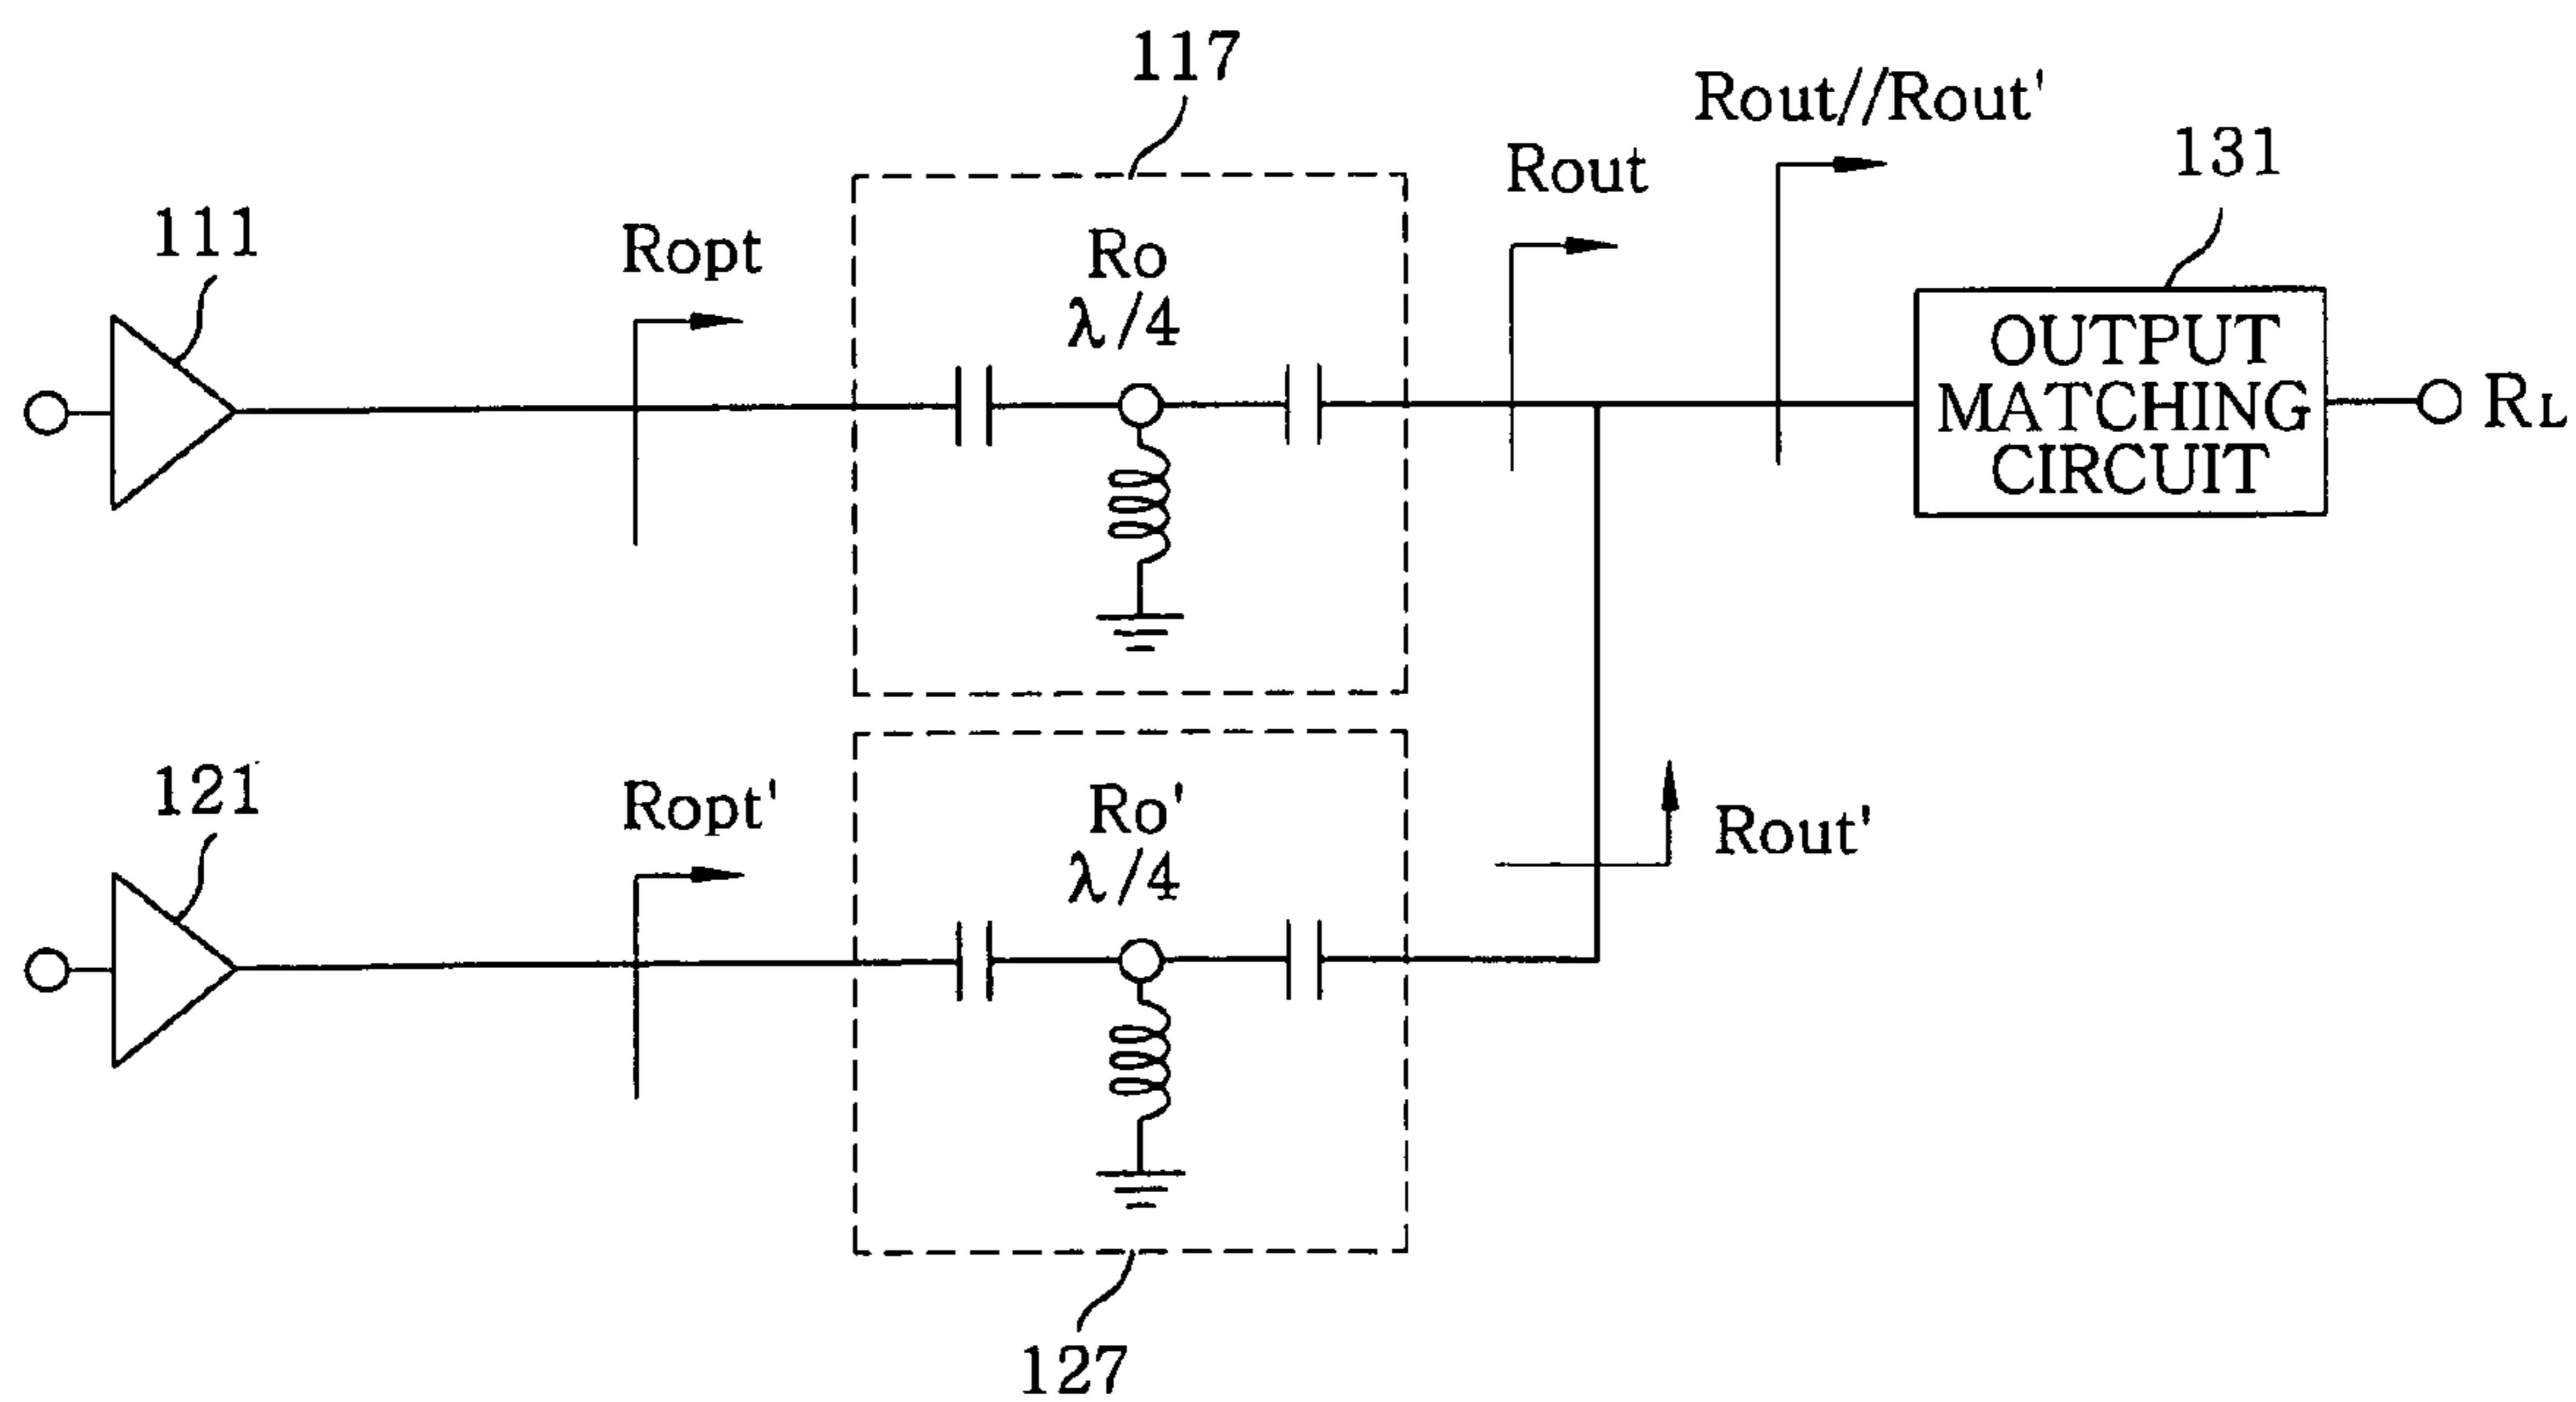 117
Rout//Rout'
131
Rout
111
Ropt
Ro
λ/4
OUTPUT
MATCHING
CIRCUIT
RL
121
Ropt'
Ro'
λ/4
Rout'
127